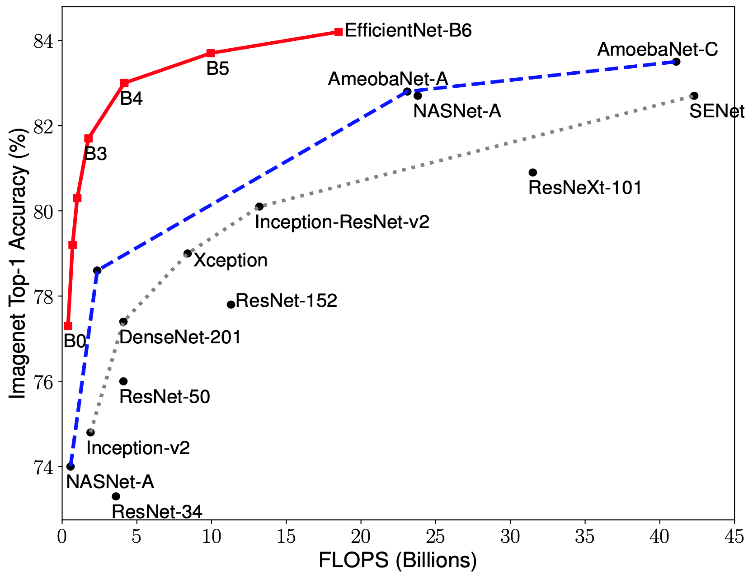 84
82
80
78
76
74
0
5
10
15
20
25
30
35
40
45
Imagenet Top-1 Accuracy (%)
FLOPS (Billions)
EfficientNet-B6
B5
B4
B3
B0
AmoebaNet-C
AmeobaNet-A
NASNet-A
SENet
ResNeXt-101
Inception-ResNet-v2
Xception
ResNet-152
DenseNet-201
ResNet-50
Inception-v2
NASNet-A
ResNet-34